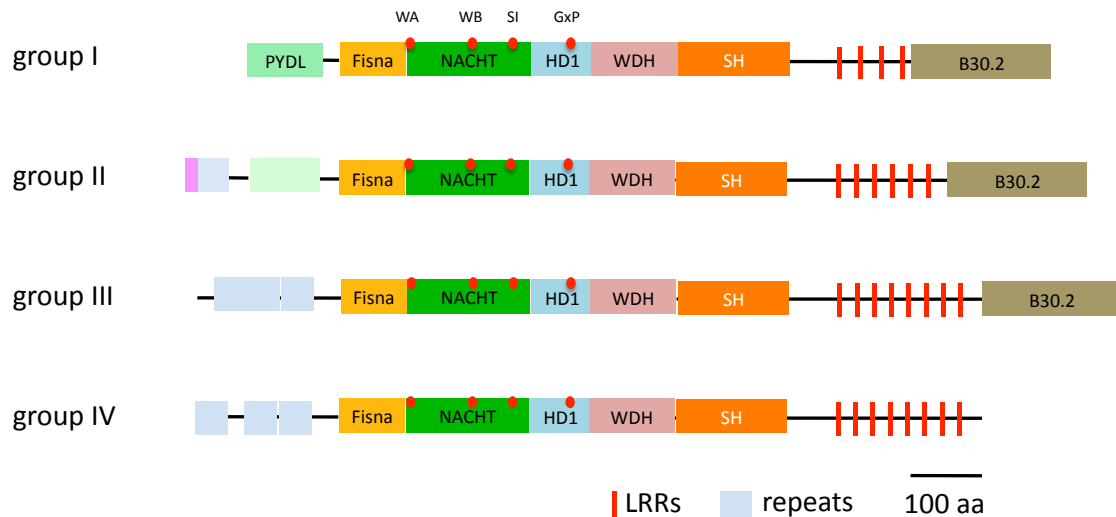 WA WB SI GxP
group I PYDL Fisna NACHT HD1 WDH SH B30.2
group II Fisna NACHT HD1 WDH SH B30.2
group III Fisna NACHT HD1 WDH SH B30.2
group IV Fisna NACHT HD1 WDH SH
LRRs repeats 100 aa